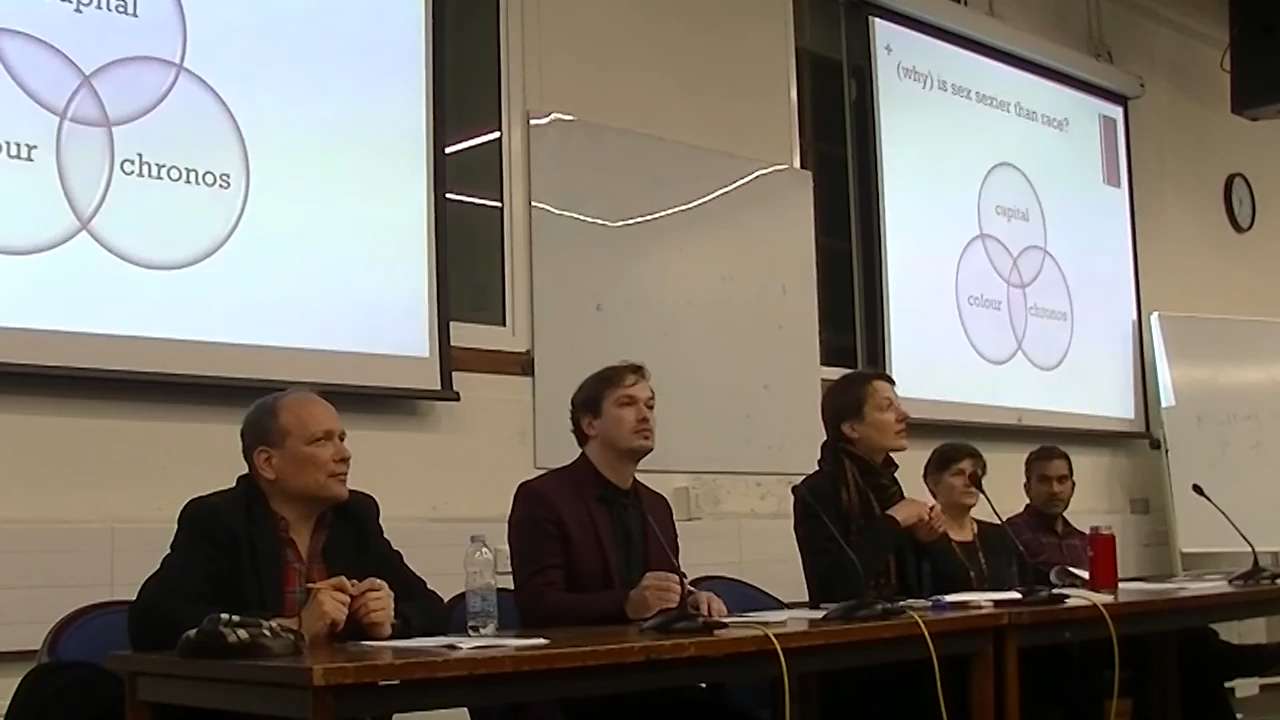 capital
our
chronos
+
(why) is sex sexier than race?
capital
colour
chronos